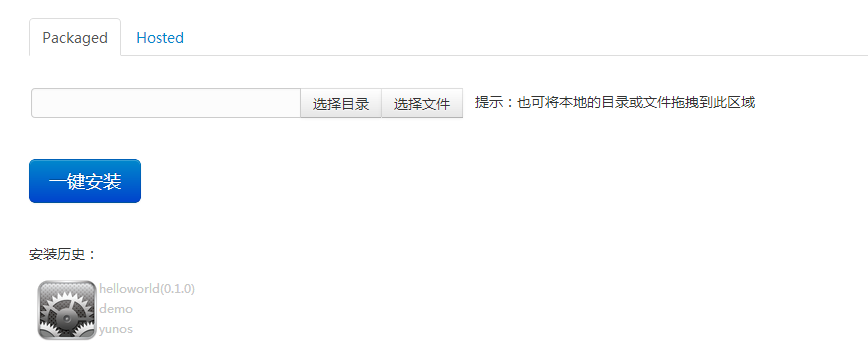 Packaged Hosted
选择目录 选择文件 提示：也可将本地的目录或文件拖拽到此区域
一键安装
安装历史：
helloworld(0.1.0)
demo
yunos